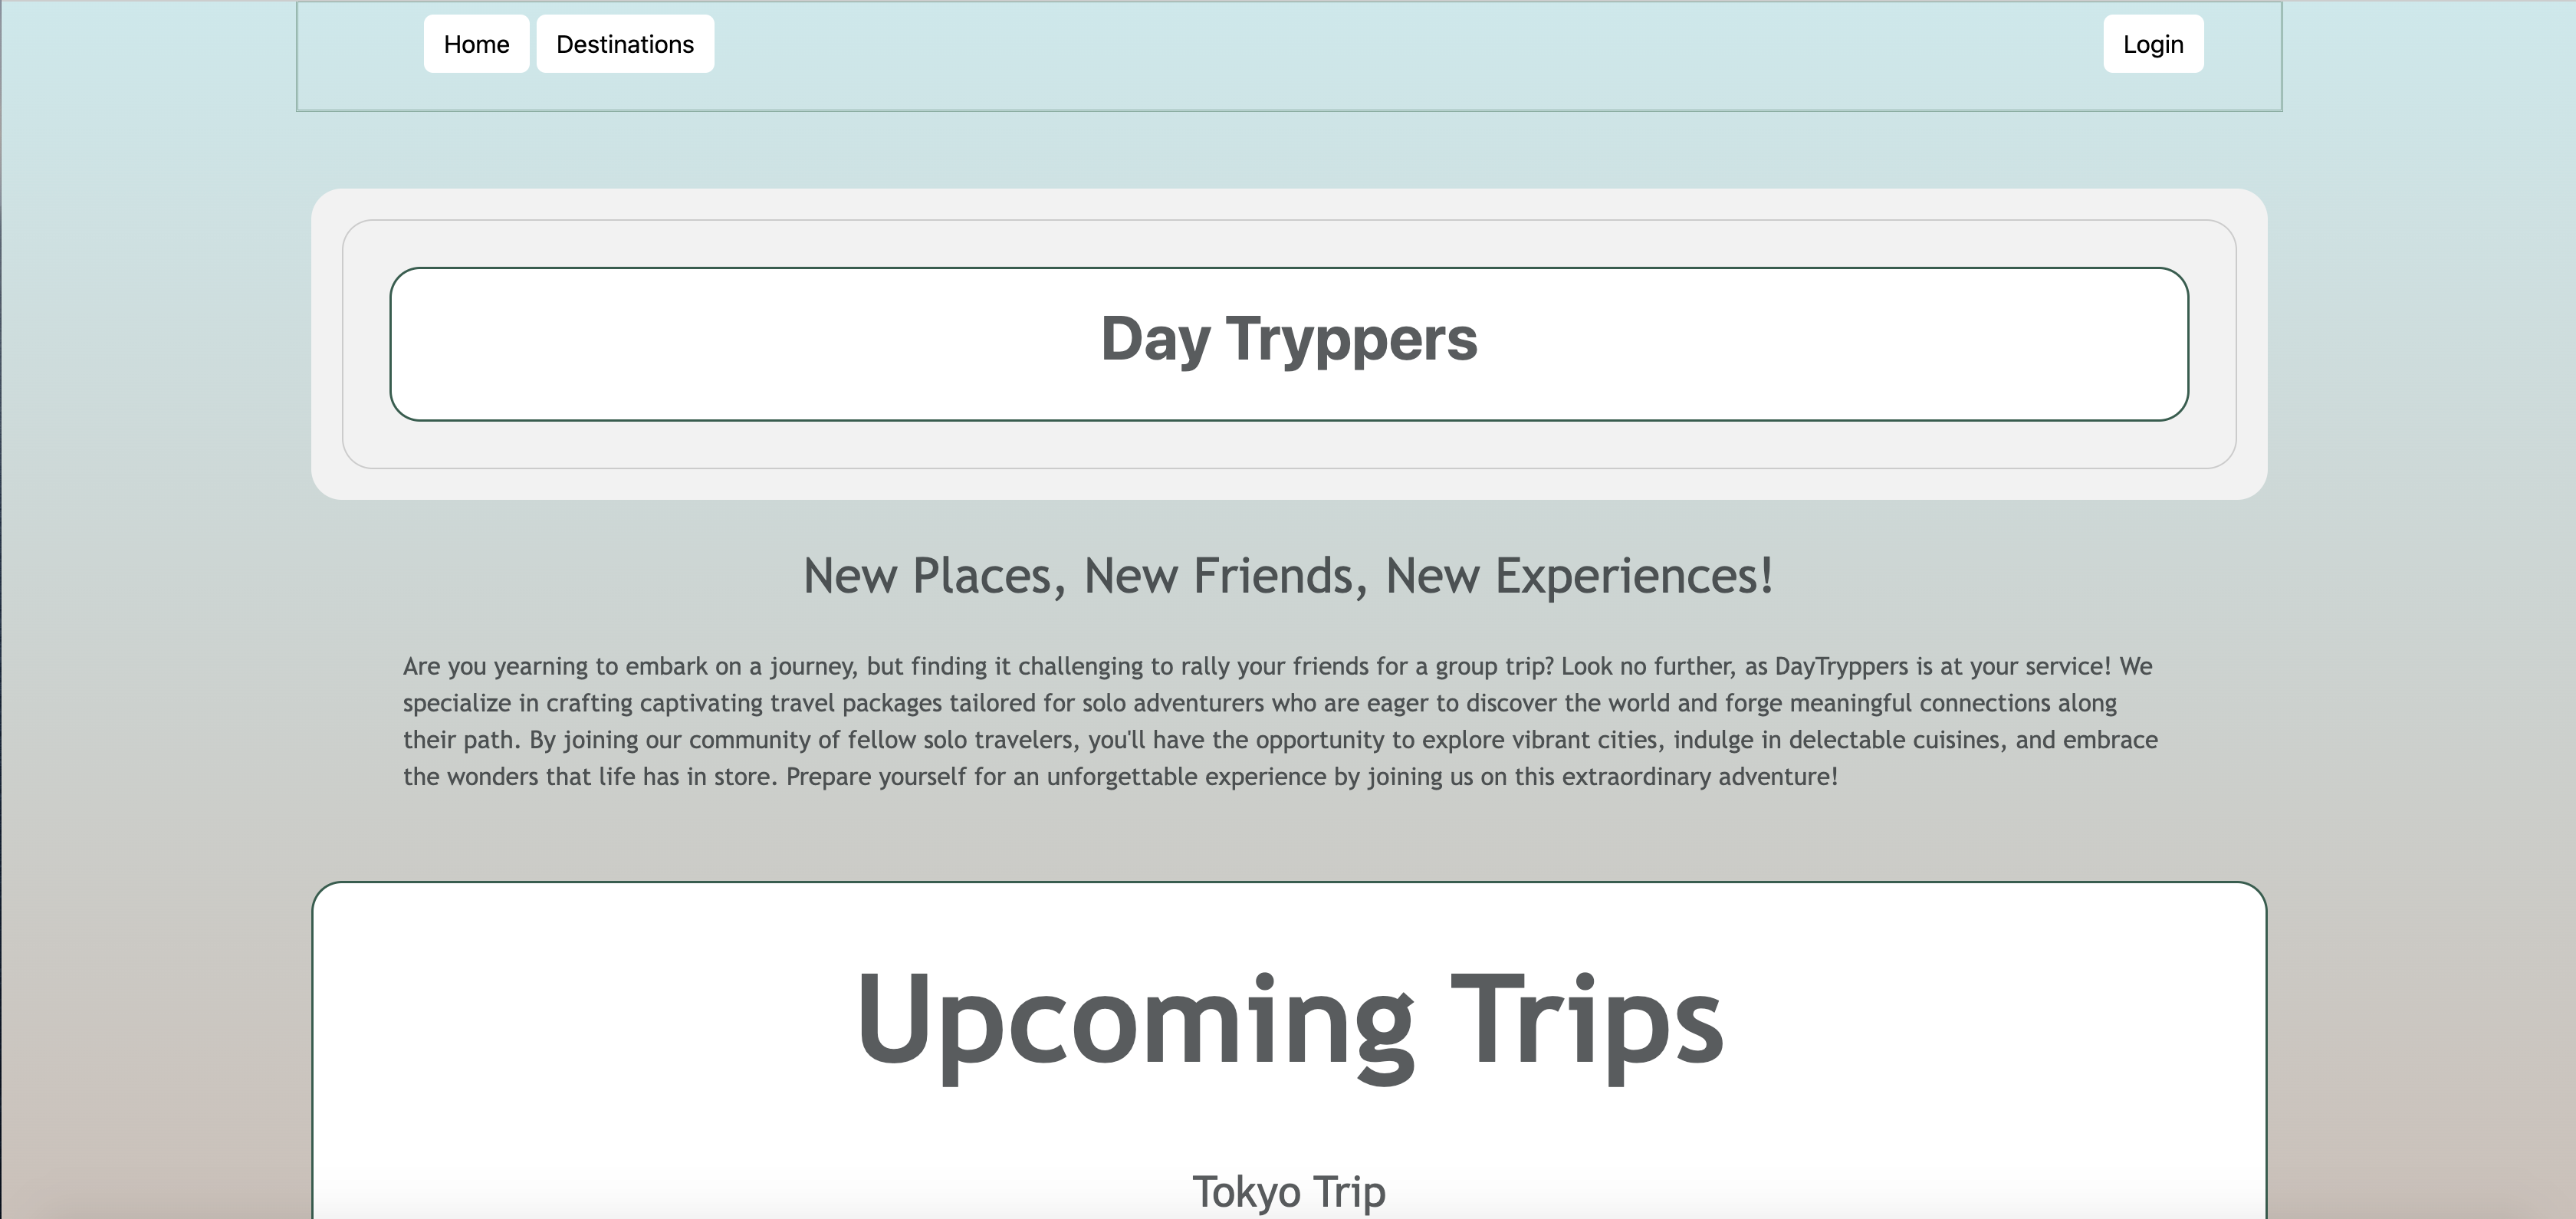 Home Destinations Login
Day Tryppers
New Places, New Friends, New Experiences!
Are you yearning to embark on a journey, but finding it challenging to rally your friends for a group trip? Look no further, as DayTryppers is at your service! We
specialize in crafting captivating travel packages tailored for solo adventurers who are eager to discover the world and forge meaningful connections along
their path. By joining our community of fellow solo travelers, you'll have the opportunity to explore vibrant cities, indulge in delectable cuisines, and embrace
the wonders that life has in store. Prepare yourself for an unforgettable experience by joining us on this extraordinary adventure!
Upcoming Trips
Tokyo Trip